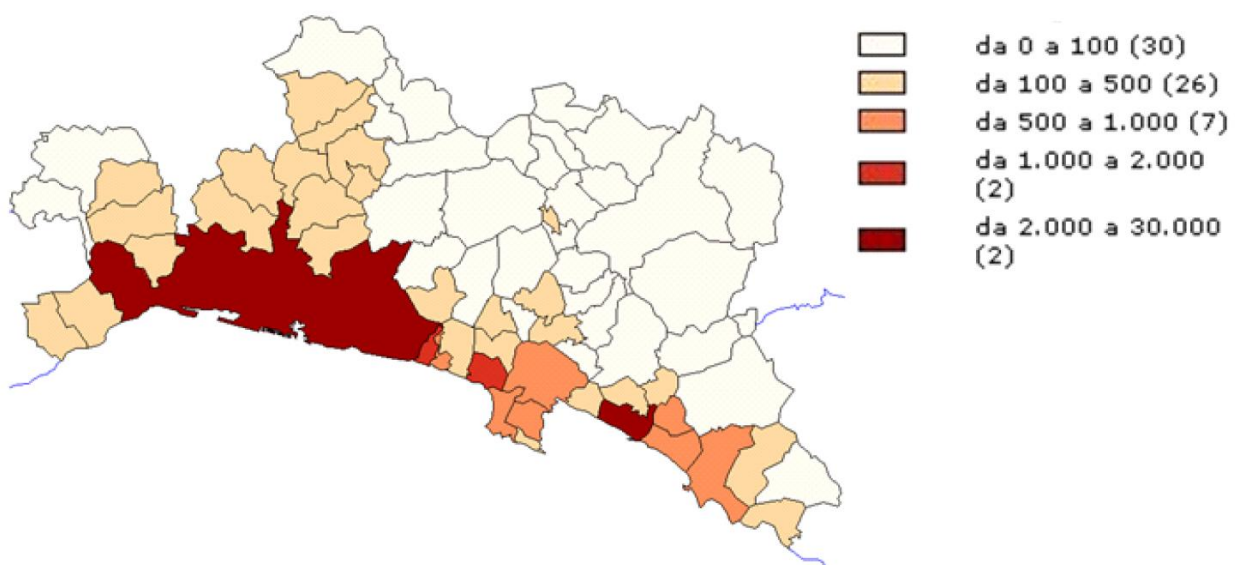 da 0 a 100 (30)
da 100 a 500 (26)
da 500 a 1.000 (7)
da 1.000 a 2.000
(2)
da 2.000 a 30.000
(2)